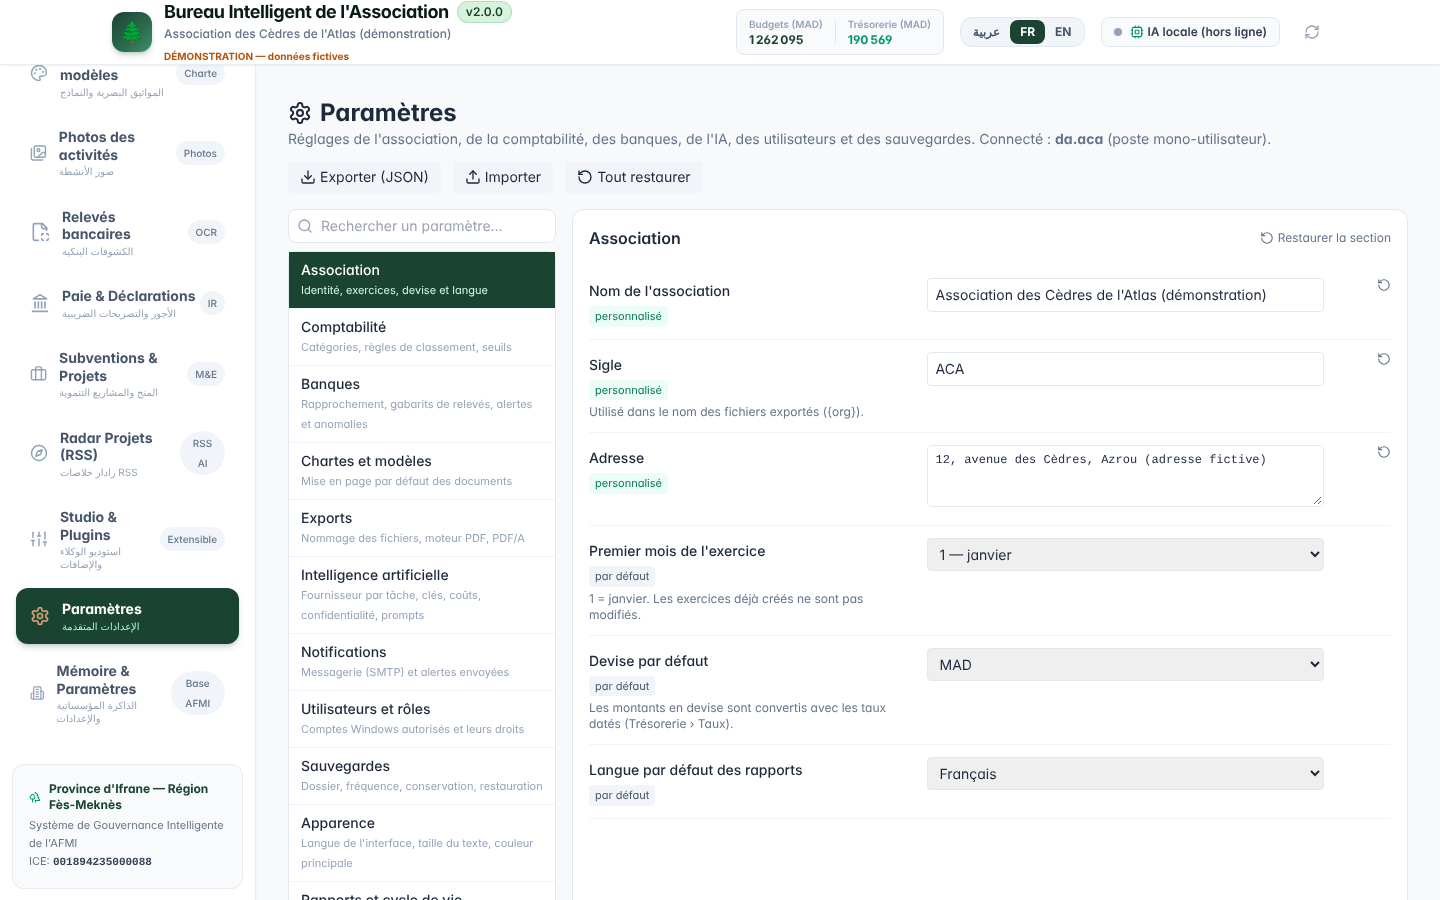 Bureau Intelligent de l'Association v2.0.0
Association des Cèdres de l'Atlas (démonstration)
DÉMONSTRATION — données fictives
Budgets (MAD)
1 262 095
Trésorerie (MAD)
190 569
عربية FR EN
IA locale (hors ligne)
modèles
المواثيق البصرية والنماذج
Charte
Photos des
activités
صور الأنشطة
Photos
Relevés
bancaires
الكشوفات البنكية
OCR
Paie & Déclarations
الأجور والتصريحات الضريبية
IR
Subventions &
Projets
المنح والمشاريع التنموية
M&E
Radar Projets
(RSS)
رادار خلاصات RSS
RSS
AI
Studio &
Plugins
استوديو الوكلاء
والإضافات
Extensible
Paramètres
الإعدادات المتقدمة
Mémoire &
Paramètres
الذاكرة المؤسساتية
والإعدادات
Base
AFMI
Province d'Ifrane — Région
Fès-Meknès
Système de Gouvernance Intelligente
de l'AFMI
ICE: 001894235000088
Paramètres
Réglages de l'association, de la comptabilité, des banques, de l'IA, des utilisateurs et des sauvegardes. Connecté : da.aca (poste mono-utilisateur).
Exporter (JSON)
Importer
Tout restaurer
Rechercher un paramètre...
Association
Identité, exercices, devise et langue
Comptabilité
Catégories, règles de classement, seuils
Banques
Rapprochement, gabarits de relevés, alertes
et anomalies
Chartes et modèles
Mise en page par défaut des documents
Exports
Nommage des fichiers, moteur PDF, PDF/A
Intelligence artificielle
Fournisseur par tâche, clés, coûts,
confidentialité, prompts
Notifications
Messagerie (SMTP) et alertes envoyées
Utilisateurs et rôles
Comptes Windows autorisés et leurs droits
Sauvegardes
Dossier, fréquence, conservation, restauration
Apparence
Langue de l'interface, taille du texte, couleur
principale
Rapports et cycle de vie
Association
Restaurer la section
Nom de l'association
personnalisé
Association des Cèdres de l'Atlas (démonstration)
Sigle
personnalisé
Utilisé dans le nom des fichiers exportés ({org}).
ACA
Adresse
personnalisé
12, avenue des Cèdres, Azrou (adresse fictive)
Premier mois de l'exercice
par défaut
1 = janvier. Les exercices déjà créés ne sont pas
modifiés.
1 — janvier
Devise par défaut
par défaut
Les montants en devise sont convertis avec les taux
datés (Trésorerie › Taux).
MAD
Langue par défaut des rapports
par défaut
Français